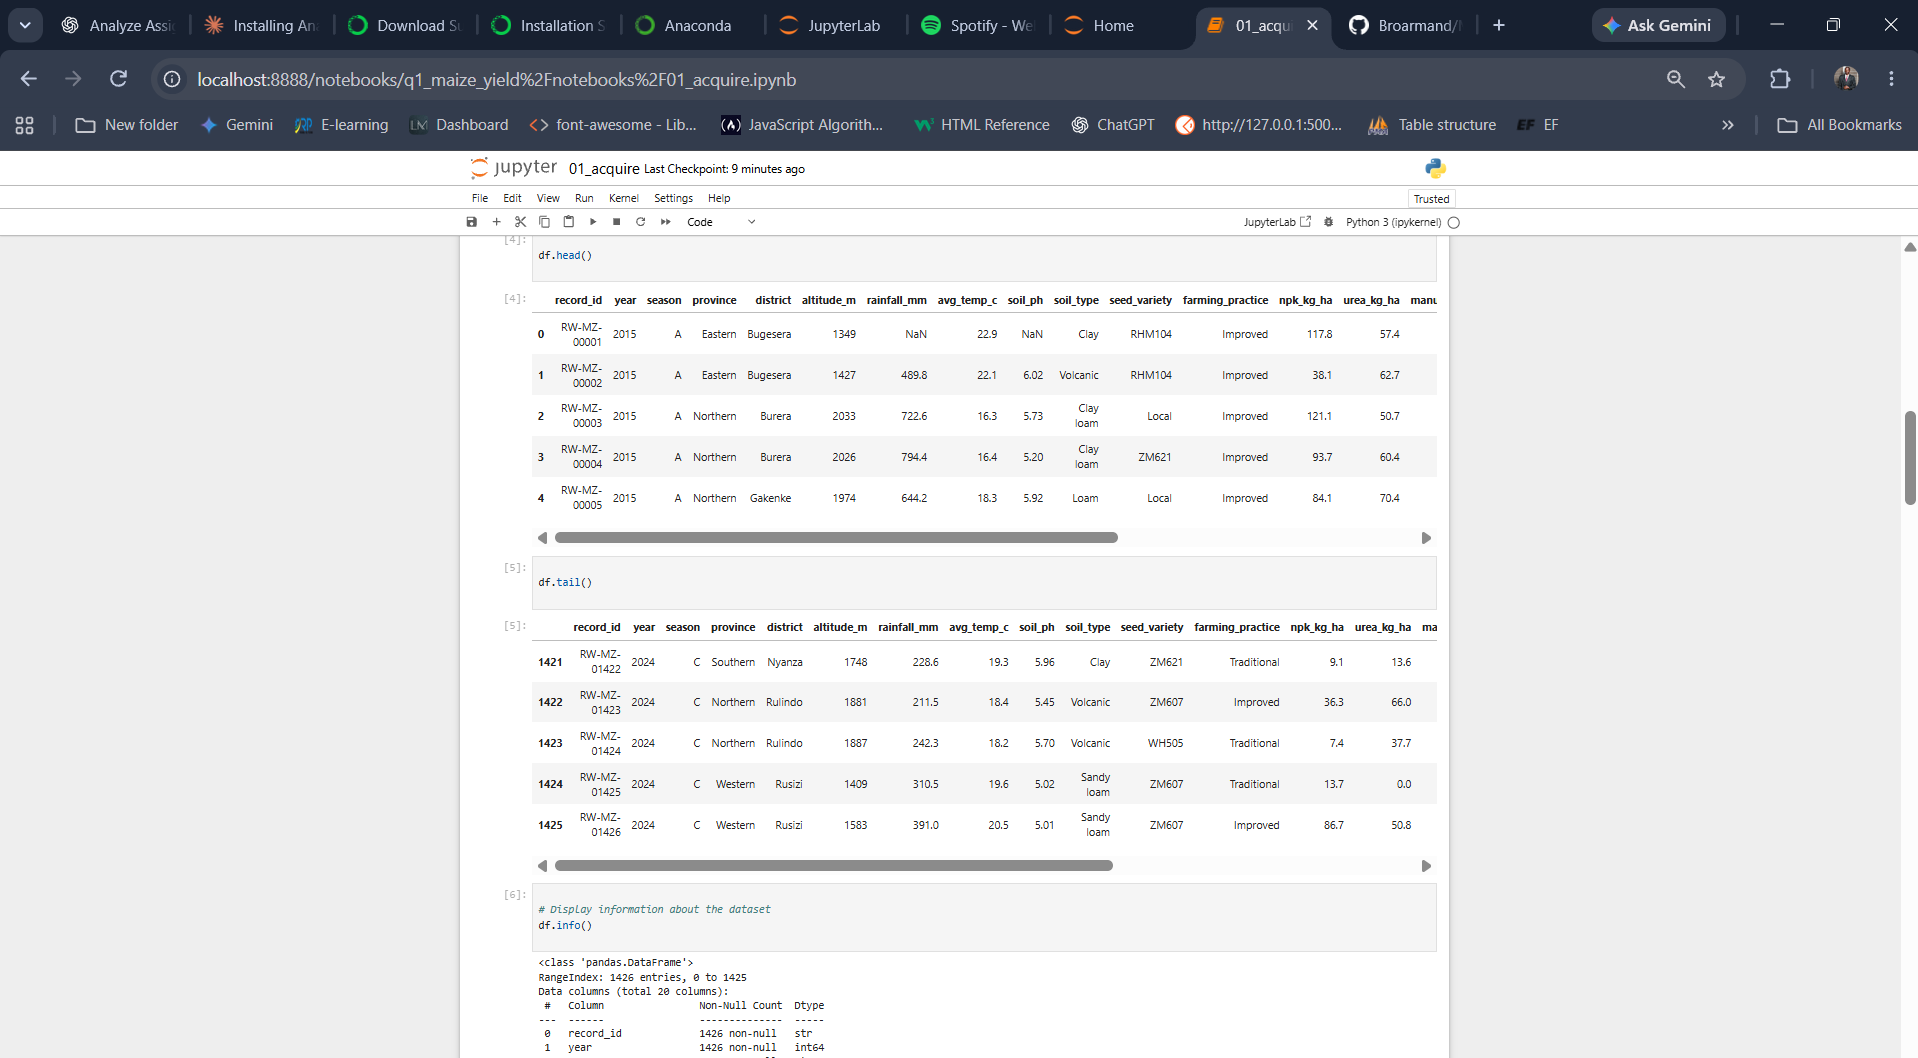 Analyze Assi
Installing An
Download Su
Installation S
Anaconda
JupyterLab
Spotify - We
Home
01_acqu
Broarmand/
Ask Gemini
localhost:8888/notebooks/q1_maize_yield%2Fnotebooks%2F01_acquire.ipynb
New folder
Gemini
E-learning
Dashboard
font-awesome - Lib...
JavaScript Algorith...
HTML Reference
ChatGPT
http://127.0.0.1:500...
Table structure
EF EF
All Bookmarks
jupyter 01_acquire Last Checkpoint: 9 minutes ago
File Edit View Run Kernel Settings Help
Trusted
Code
JupyterLab
Python 3 (ipykernel)
[4]:
df.head()
[4]:
record_id year season province district altitude_m rainfall_mm avg_temp_c soil_ph soil_type seed_variety farming_practice npk_kg_ha urea_kg_ha manu
0 RW-MZ-00001 2015 A Eastern Bugesera 1349 NaN 22.9 NaN Clay RHM104 Improved 117.8 57.4
1 RW-MZ-00002 2015 A Eastern Bugesera 1427 489.8 22.1 6.02 Volcanic RHM104 Improved 38.1 62.7
2 RW-MZ-00003 2015 A Northern Burera 2033 722.6 16.3 5.73 Clay loam Local Improved 121.1 50.7
3 RW-MZ-00004 2015 A Northern Burera 2026 794.4 16.4 5.20 Clay loam ZM621 Improved 93.7 60.4
4 RW-MZ-00005 2015 A Northern Gakenke 1974 644.2 18.3 5.92 Loam Local Improved 84.1 70.4
[5]:
df.tail()
[5]:
record_id year season province district altitude_m rainfall_mm avg_temp_c soil_ph soil_type seed_variety farming_practice npk_kg_ha urea_kg_ha ma
1421 RW-MZ-01422 2024 C Southern Nyanza 1748 228.6 19.3 5.96 Clay ZM621 Traditional 9.1 13.6
1422 RW-MZ-01423 2024 C Northern Rulindo 1881 211.5 18.4 5.45 Volcanic ZM607 Improved 36.3 66.0
1423 RW-MZ-01424 2024 C Northern Rulindo 1887 242.3 18.2 5.70 Volcanic WH505 Traditional 7.4 37.7
1424 RW-MZ-01425 2024 C Western Rusizi 1409 310.5 19.6 5.02 Sandy loam ZM607 Traditional 13.7 0.0
1425 RW-MZ-01426 2024 C Western Rusizi 1583 391.0 20.5 5.01 Sandy loam ZM607 Improved 86.7 50.8
[6]:
# Display information about the dataset
df.info()
<class 'pandas.DataFrame'>
RangeIndex: 1426 entries, 0 to 1425
Data columns (total 20 columns):
# Column Non-Null Count Dtype
--- ------ -------------- -----
0 record_id 1426 non-null str
1 year 1426 non-null int64